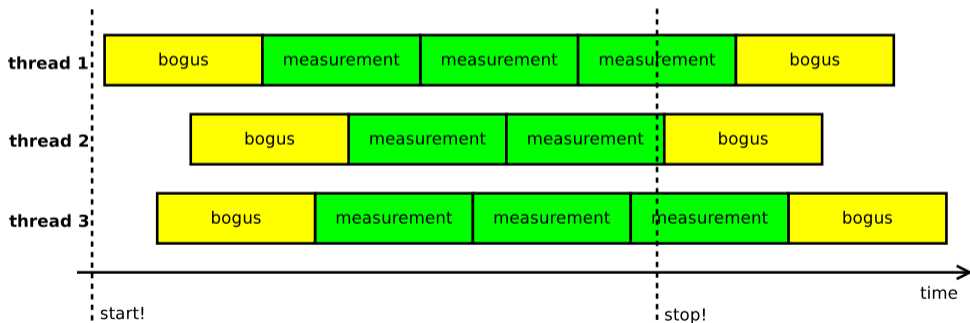 thread 1 bogus measurement measurement measurement bogus
thread 2 bogus measurement measurement bogus
thread 3 bogus measurement measurement measurement bogus
time
start! stop!